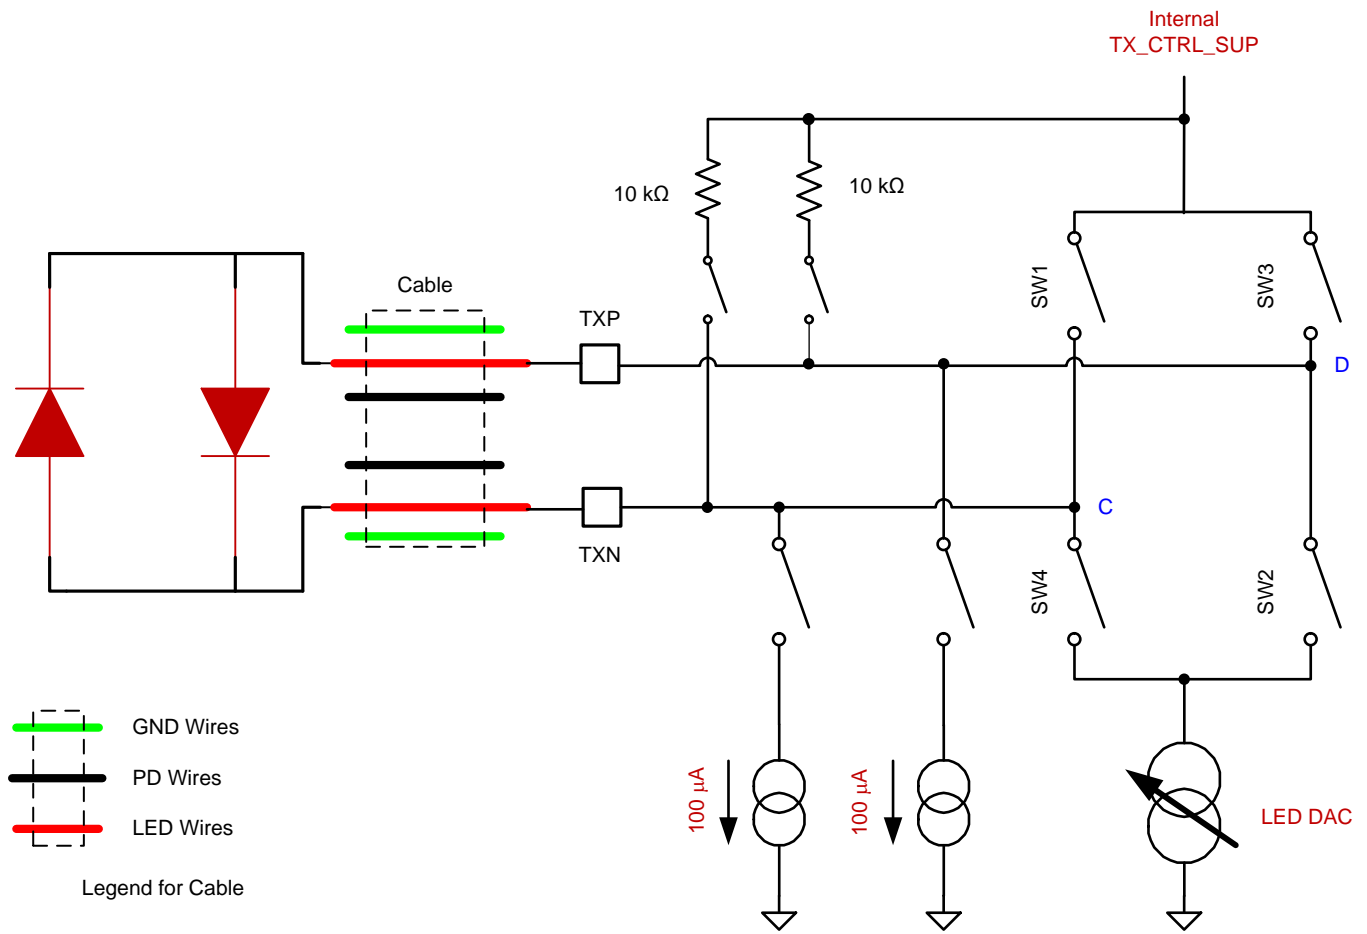 Internal
TX_CTRL_SUP
10 kΩ
10 kΩ
SW1
SW3
Cable
TXP
D
C
TXN
SW4
SW2
GND Wires
PD Wires
LED Wires
Legend for Cable
100 µA
100 µA
LED DAC